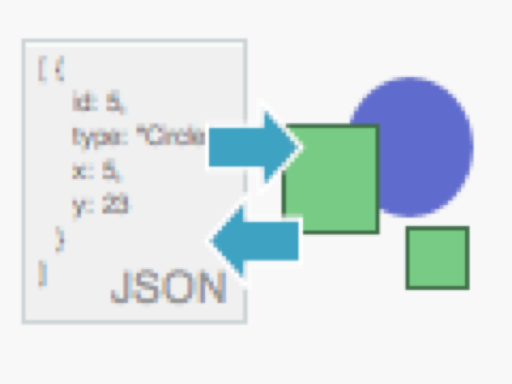 [ {
id: 5,
type: "Circle
x: 5,
y: 23
}
]
JSON